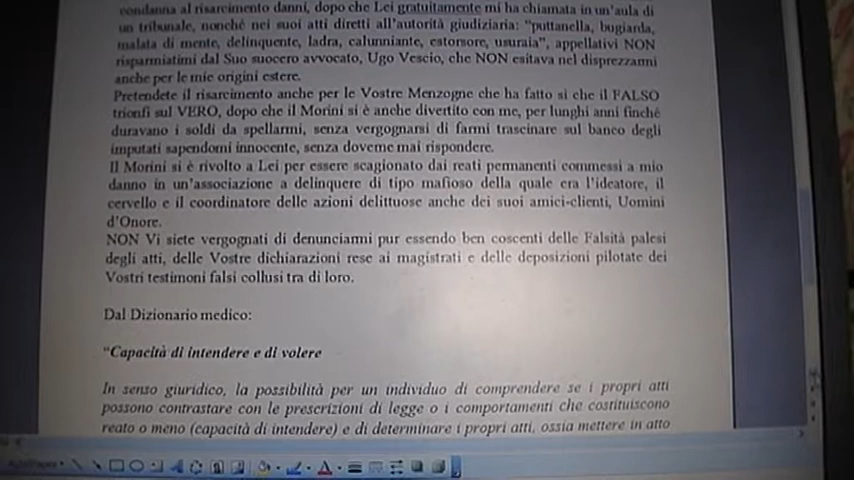 condanna al risarcimento danni, dopo che Lei gratuitamente mi ha chiamata in un'aula di
un tribunale, nonché nei suoi atti diretti all'autorità giudiziaria: "puttanella, bugiarda,
malata di mente, delinquente, ladra, calunniante, estorsore, usuraia", appellativi NON
risparmiatimi dal Suo suocero avvocato, Ugo Vescio, che NON esitava nel disprezzarmi
anche per le mie origini estere.
Pretendete il risarcimento anche per le Vostre Menzogne che ha fatto si che il FALSO
trionfi sul VERO, dopo che il Morini si è anche divertito con me, per lunghi anni finché
duravano i soldi da spellarmi, senza vergognarsi di farmi trascinare sul banco degli
imputati sapendomi innocente, senza doverne mai rispondere.
Il Morini si è rivolto a Lei per essere scagionato dai reati permanenti commessi a mio
danno in un'associazione a delinquere di tipo mafioso della quale era l'ideatore, il
cervello e il coordinatore delle azioni delittuose anche dei suoi amici-clienti, Uomini
d'Onore.
NON Vi siete vergognati di denunciarmi pur essendo ben coscenti delle Falsità palesi
degli atti, delle Vostre dichiarazioni rese ai magistrati e delle deposizioni pilotate dei
Vostri testimoni falsi collusi tra di loro.
Dal Dizionario medico:
"Capacità di intendere e di volere
In senso giuridico, la possibilità per un individuo di comprendere se i propri atti
possono contrastare con le prescrizioni di legge o i comportamenti che costituiscono
reato o meno (capacità di intendere) e di determinare i propri atti, ossia mettere in atto